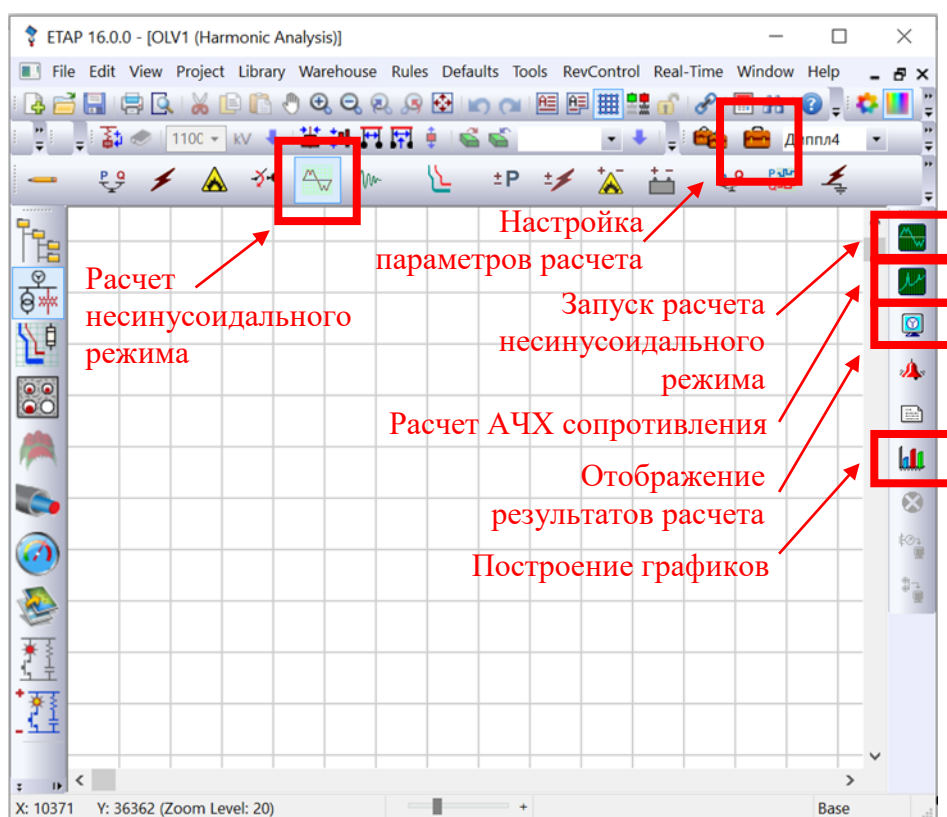 ETAP 16.0.0 - [OLV1 (Harmonic Analysis)]
File Edit View Project Library Warehouse Rules Defaults Tools RevControl Real-Time Window Help
kV
±P
Настройка
параметров расчета
Расчет
несинусоидального
режима
Запуск расчета
несинусоидального
режима
Расчет АЧХ сопротивления
Отображение
результатов расчета
Построение графиков
X: 10371 Y: 36362 (Zoom Level: 20) Base